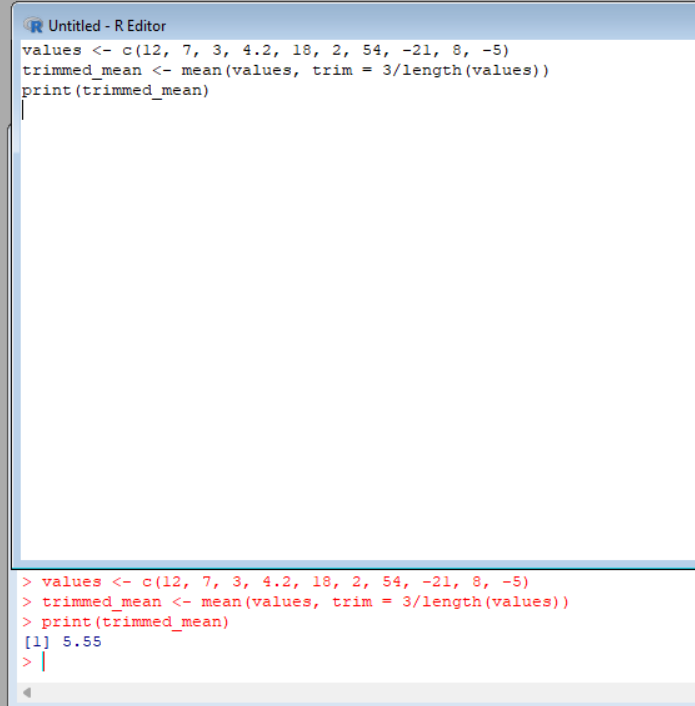 Untitled - R Editor
values <- c(12, 7, 3, 4.2, 18, 2, 54, -21, 8, -5)
trimmed_mean <- mean(values, trim = 3/length(values))
print(trimmed_mean)
> values <- c(12, 7, 3, 4.2, 18, 2, 54, -21, 8, -5)
> trimmed_mean <- mean(values, trim = 3/length(values))
> print(trimmed_mean)
[1] 5.55
>